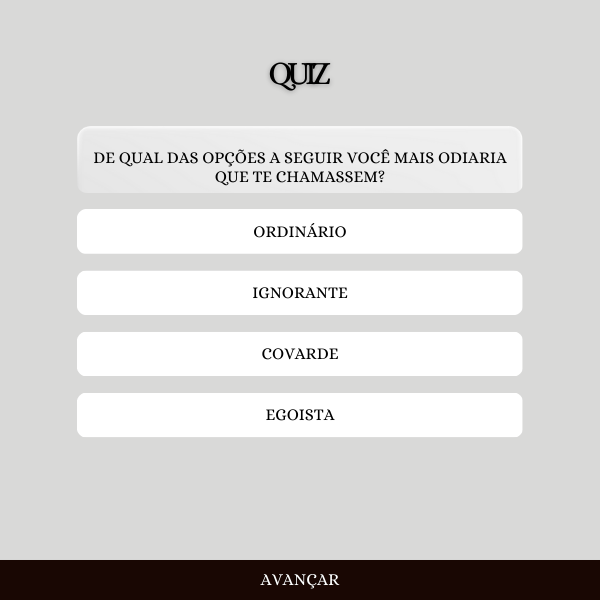 QUIZ
DE QUAL DAS OPÇÕES A SEGUIR VOCÊ MAIS ODIARIA
QUE TE CHAMASSEM?
ORDINÁRIO
IGNORANTE
COVARDE
EGOISTA
AVANÇAR